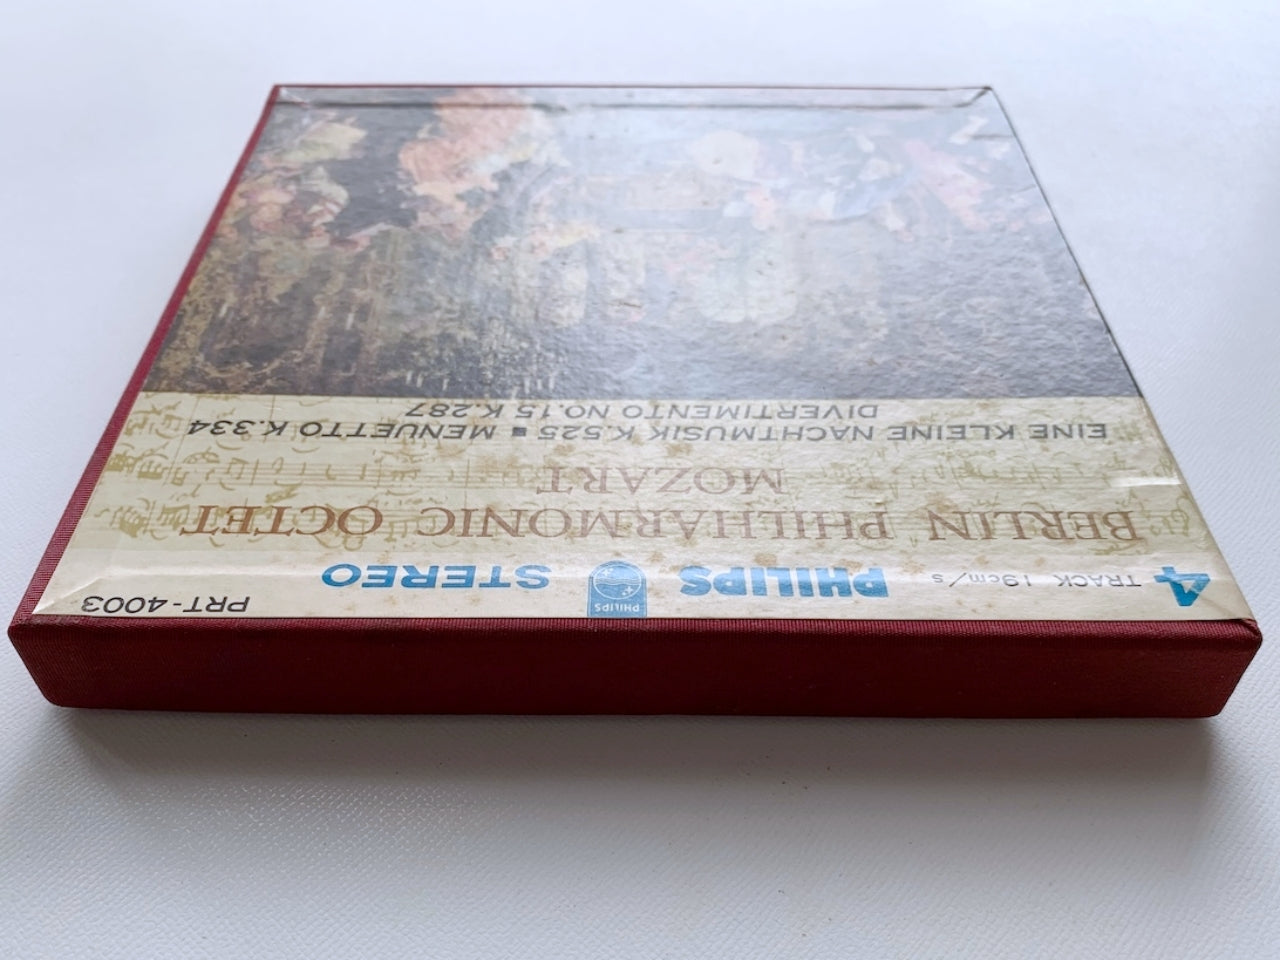 4 TRACK 19cm/s PHILIPS PHILIPS STEREO PRT-4003
BERLIN PHILHARMONIC OCTET
MOZART
EINE KLEINE NACHTMUSIK K.525 ■ MENUETTO K.334
DIVERTIMENTO NO.15 K.287